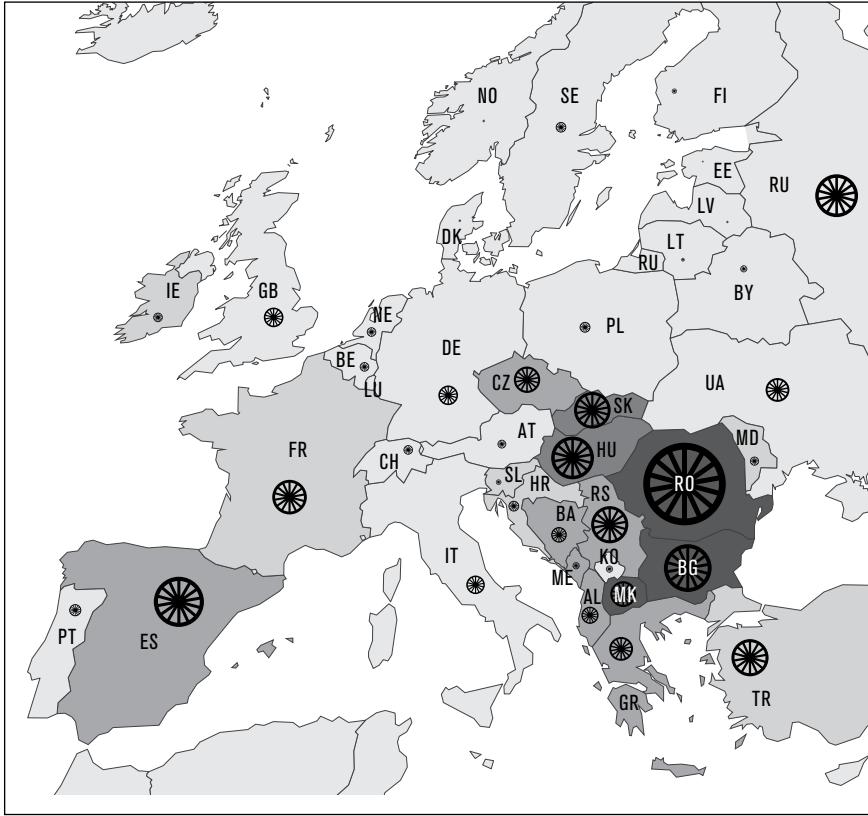 NO
SE
FI
EE
RU
LV
DK
LT
RU
IE
GB
BY
NE
PL
DE
BE
LU
CZ
UA
SK
AT
FR
HU
MD
CH
SL
HR
RS
RO
BA
IT
KO
BG
ME
AL
MK
PT
ES
GR
TR